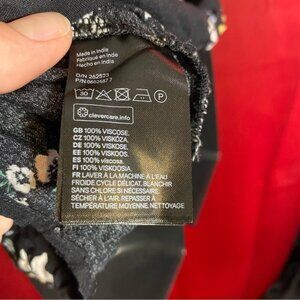 Made in India
Fabriqué en Inde
Hecho en India
D/N 262523
30 P
clevercare.info
GB 100% VISCOSE.
CZ 100% VISKÓZA.
DE 100% VISKOSE.
EE 100% VISKOOS.
ES 100% viscosa
FI 100% VISKOOSIA
FR LAVER À LA MACHINE À L'EAU
FROIDE CYCLE DÉLICAT, BLANCHIR
SANS CHLORE SI NÉCESSAIRE.
SÉCHER À L'AIR. REPASSER À
TEMPÉRATURE MOYENNE. NETTOYAGE